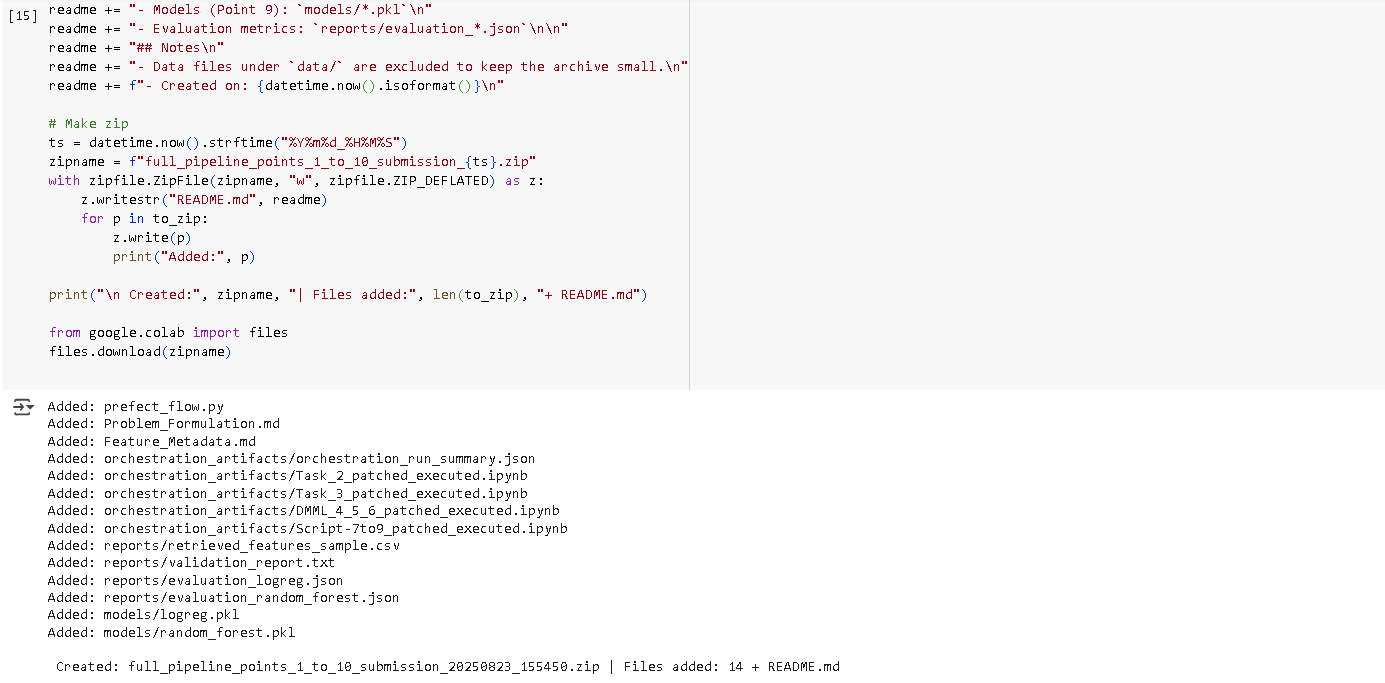 [15]
readme += "- Models (Point 9): `models/*.pkl`\n"
readme += "- Evaluation metrics: `reports/evaluation_*.json`\n\n"
readme += "## Notes\n"
readme += "- Data files under `data/` are excluded to keep the archive small.\n"
readme += f"- Created on: {datetime.now().isoformat()}\n"

# Make zip
ts = datetime.now().strftime("%Y%m%d_%H%M%S")
zipname = f"full_pipeline_points_1_to_10_submission_{ts}.zip"
with zipfile.ZipFile(zipname, "w", zipfile.ZIP_DEFLATED) as z:
    z.writestr("README.md", readme)
    for p in to_zip:
        z.write(p)
        print("Added:", p)

print("\n Created:", zipname, "| Files added:", len(to_zip), "+ README.md")

from google.colab import files
files.download(zipname)

Added: prefect_flow.py
Added: Problem_Formulation.md
Added: Feature_Metadata.md
Added: orchestration_artifacts/orchestration_run_summary.json
Added: orchestration_artifacts/Task_2_patched_executed.ipynb
Added: orchestration_artifacts/Task_3_patched_executed.ipynb
Added: orchestration_artifacts/DMML_4_5_6_patched_executed.ipynb
Added: orchestration_artifacts/Script-7to9_patched_executed.ipynb
Added: reports/retrieved_features_sample.csv
Added: reports/validation_report.txt
Added: reports/evaluation_logreg.json
Added: reports/evaluation_random_forest.json
Added: models/logreg.pkl
Added: models/random_forest.pkl

 Created: full_pipeline_points_1_to_10_submission_20250823_155450.zip | Files added: 14 + README.md